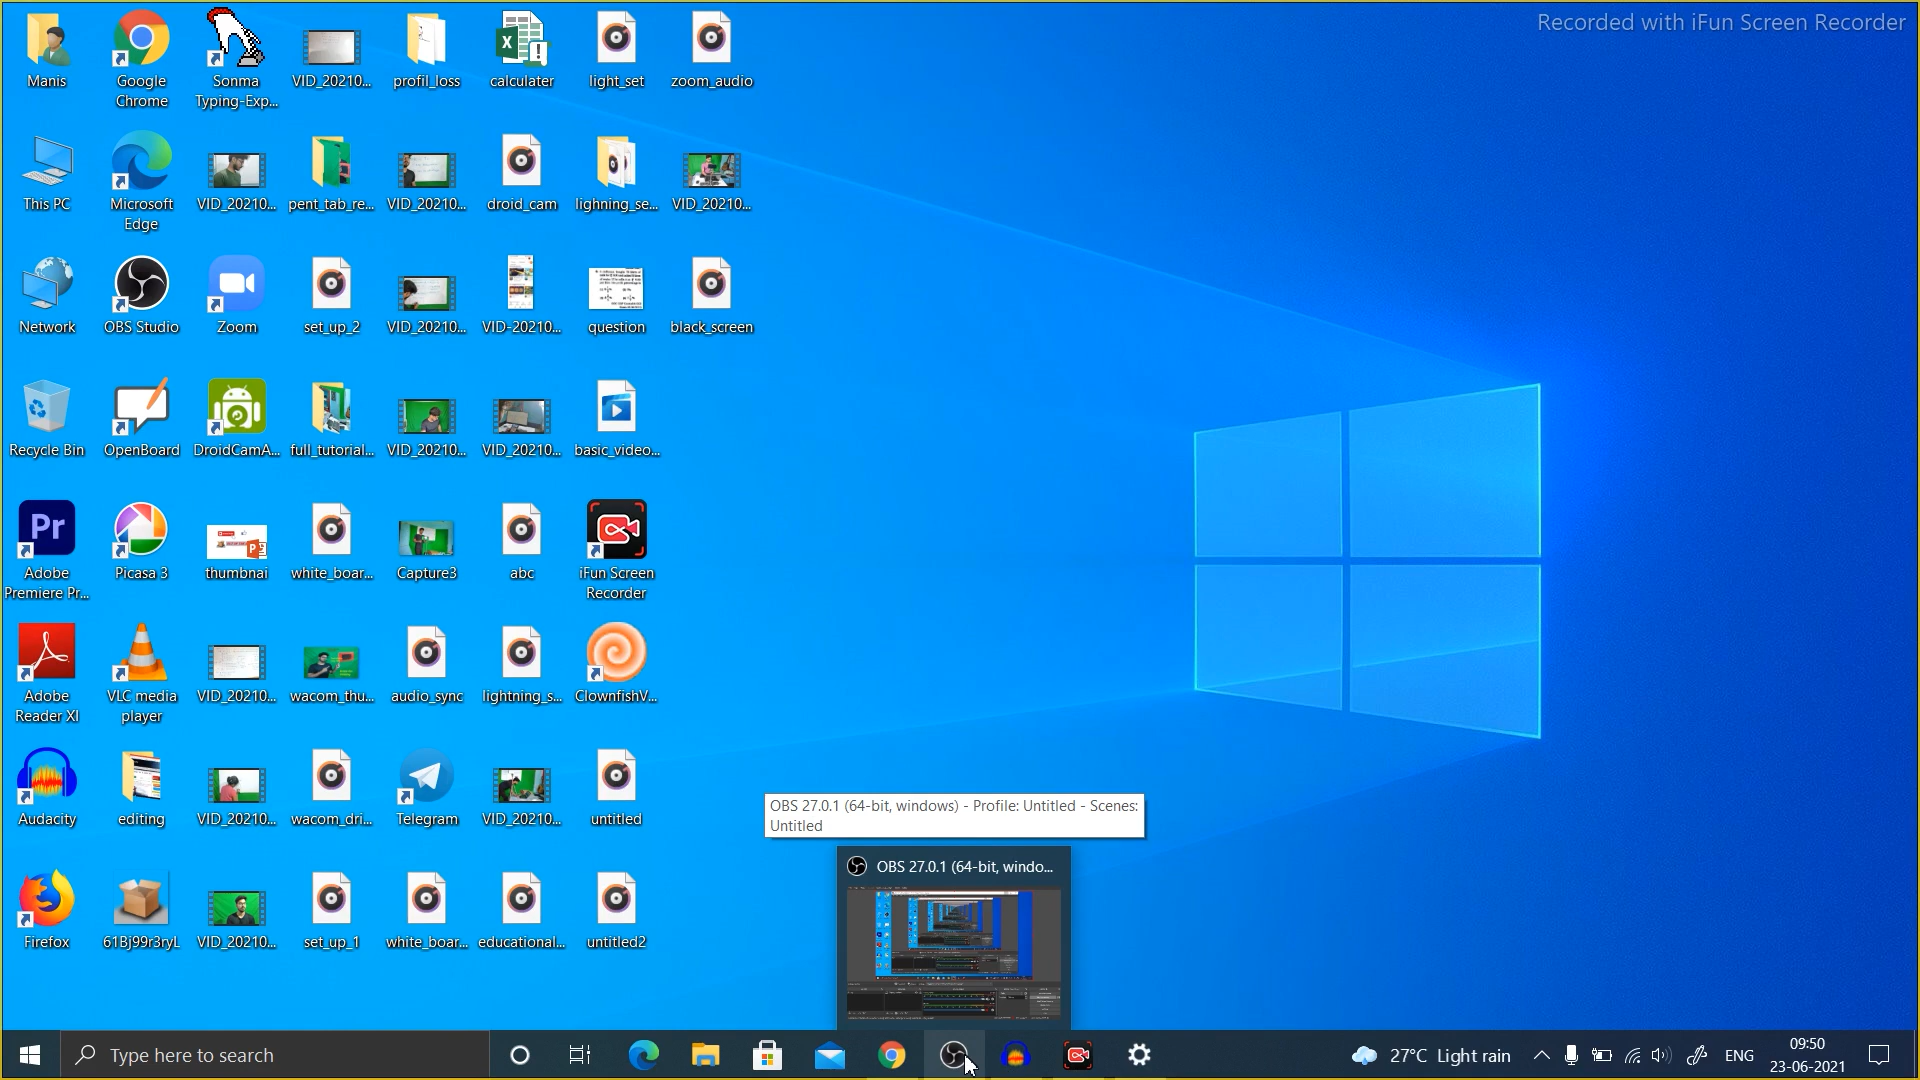 Recorded with iFun Screen Recorder
Manis
Google
Chrome
Sonma
Typing-Exp...
VID_20210...
profil_loss
calculater
light_set
zoom_audio
This PC
Microsoft
Edge
VID_20210...
pent_tab_re...
VID_20210...
droid_cam
lighning_se...
VID_20210...
Network
OBS Studio
Zoom
set_up_2
VID_20210...
VID-20210...
question
black_screen
Recycle Bin
OpenBoard
DroidCamA...
full_tutorial...
VID_20210...
VID_20210...
basic_video...
Pr
Adobe
Premiere Pr...
Picasa 3
thumbnai
white_boar...
Capture3
abc
iFun Screen
Recorder
Adobe
Reader XI
VLC media
player
VID_20210...
wacom_thu...
audio_sync
lightning_s...
ClownfishV...
Audacity
editing
VID_20210...
wacom_dri...
Telegram
VID_20210...
untitled
Firefox
61Bj99r3ryL
VID_20210...
set_up_1
white_boar...
educational...
untitled2
OBS 27.0.1 (64-bit, windows) - Profile: Untitled - Scenes:
Untitled
OBS 27.0.1 (64-bit, windo...
Type here to search
27°C Light rain
ENG
09:50
23-06-2021